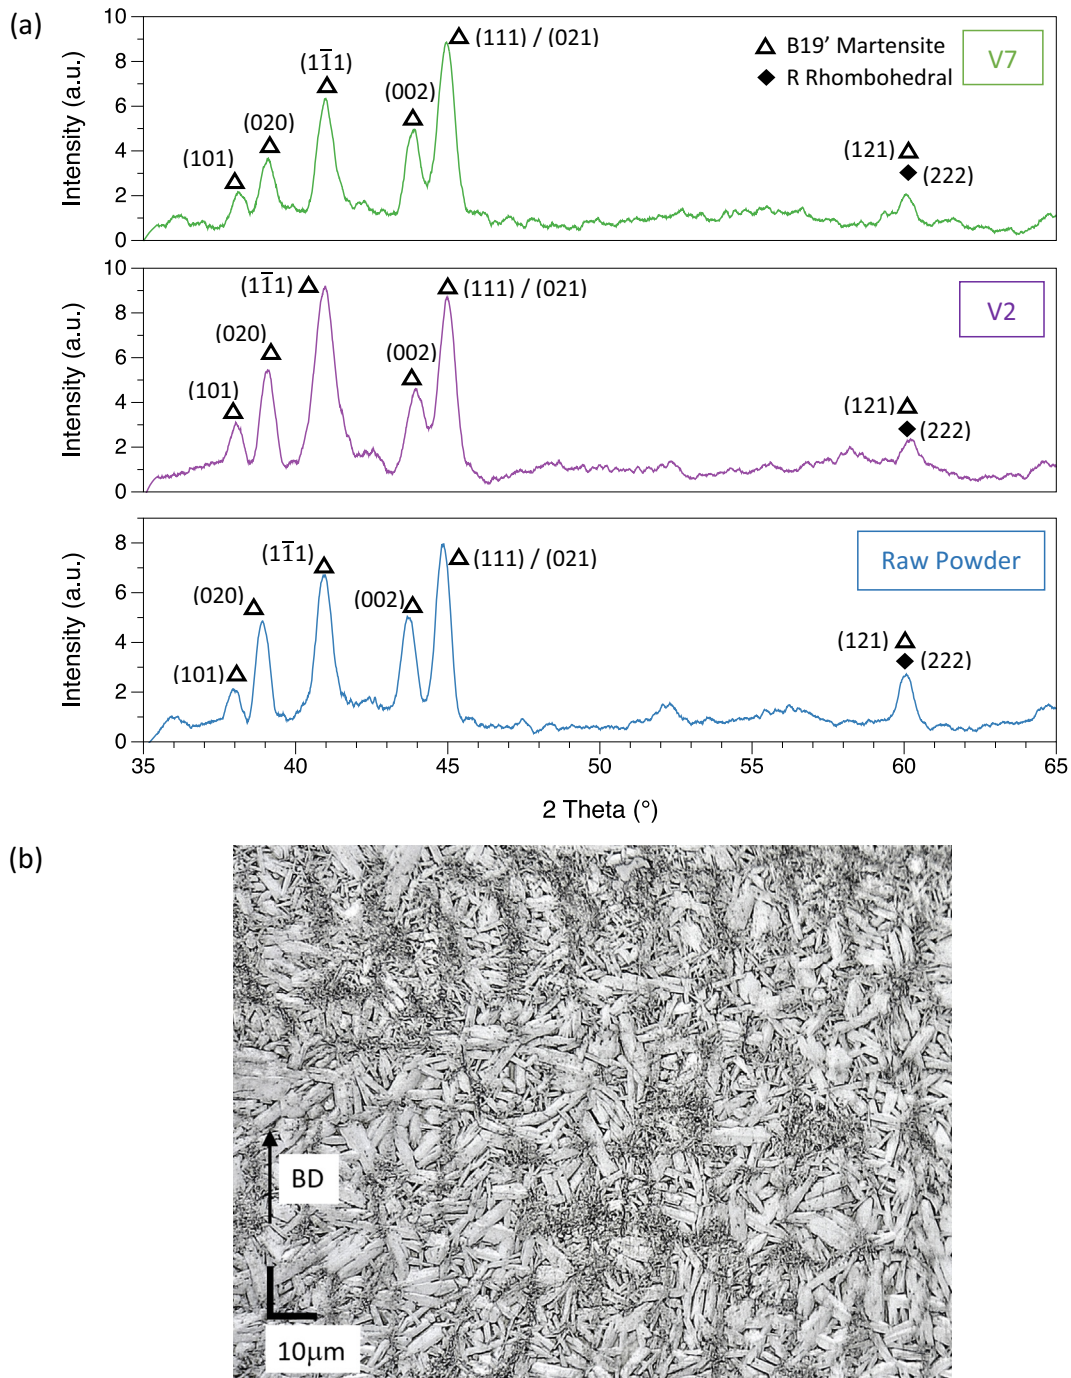 (a)
10
8
6
4
2
0
Intensity (a.u.)
(101)
(020)
(11̅1)
(002)
(111) / (021)
B19’ Martensite
R Rhombohedral
V7
(121)
(222)
10
8
6
4
2
0
Intensity (a.u.)
(101)
(020)
(11̅1)
(002)
(111) / (021)
V2
(121)
(222)
8
6
4
2
0
Intensity (a.u.)
(101)
(020)
(11̅1)
(002)
(111) / (021)
Raw Powder
(121)
(222)
35 40 45 50 55 60 65
2 Theta (°)
(b)
BD
10μm